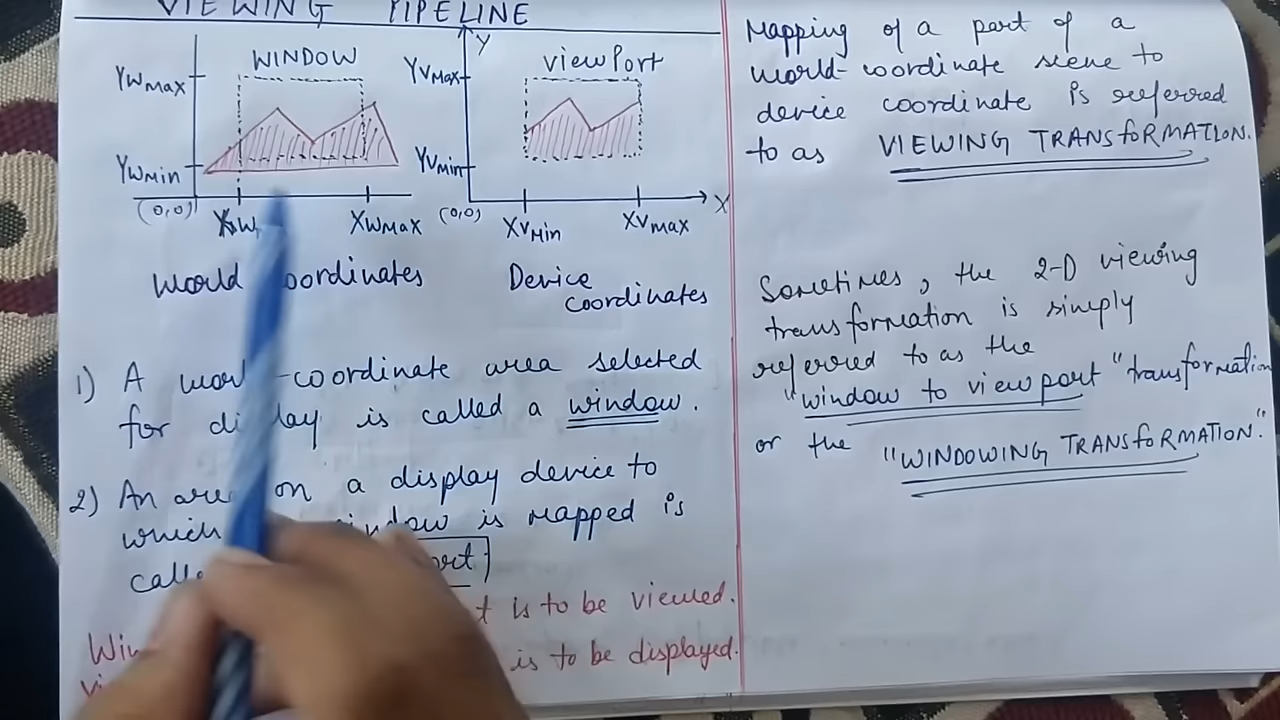 VIEWING PIPELINE
WINDOW
YWMax
YWMin
(0,0)
XWMax
World coordinates
Y
viewPort
YVMax
YVMin
(0,0)
XVMin
XVmax
X
Device
coordinates
1) A -coordinate area selected
for is called a window.
2) An on a display device to
which is mapped is
is to be viewed.
is to be displayed.
Mapping of a part of a
world-coordinate scene to
device coordinate is referred
to as VIEWING TRANSfORMATION.
Sometimes, the 2-D viewing
transformation is simply
referred to as the
"window to viewport" transformation
or the "WINDOWING TRANSfORMATION."